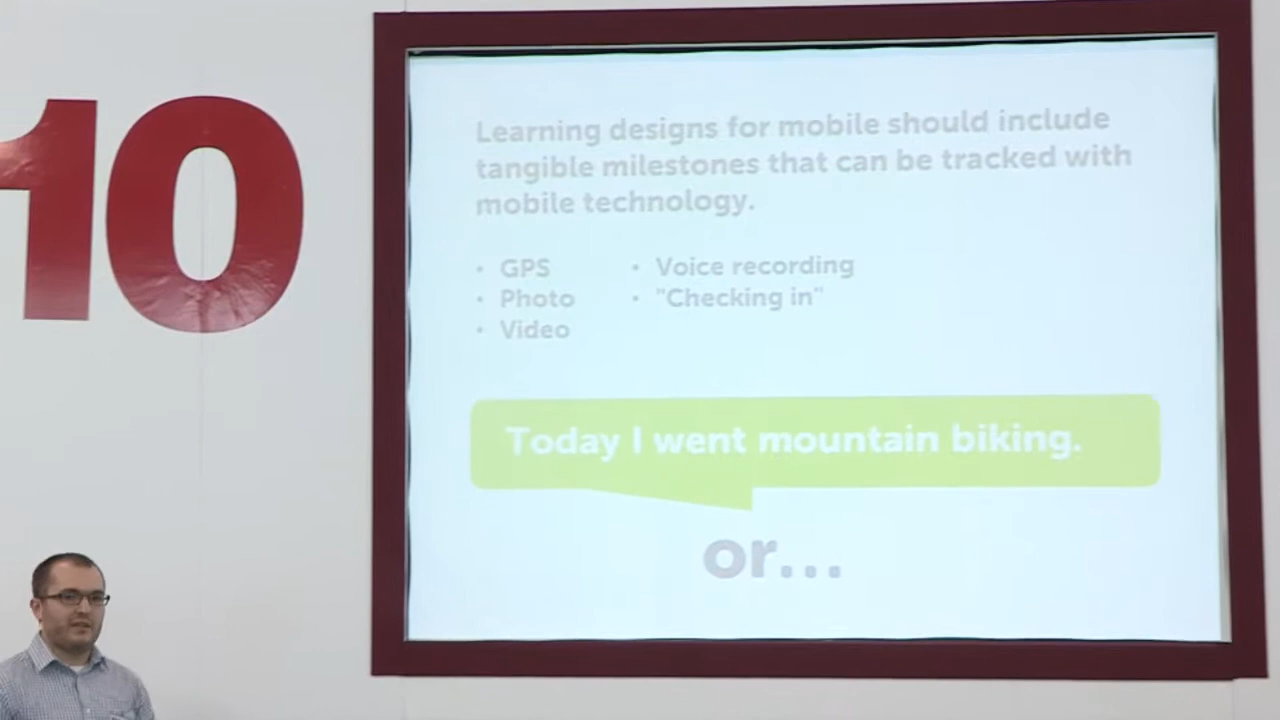 10
Learning designs for mobile should include
tangible milestones that can be tracked with
mobile technology.
• GPS
• Photo
• Video
• Voice recording
• "Checking in"
Today I went mountain biking.
or...